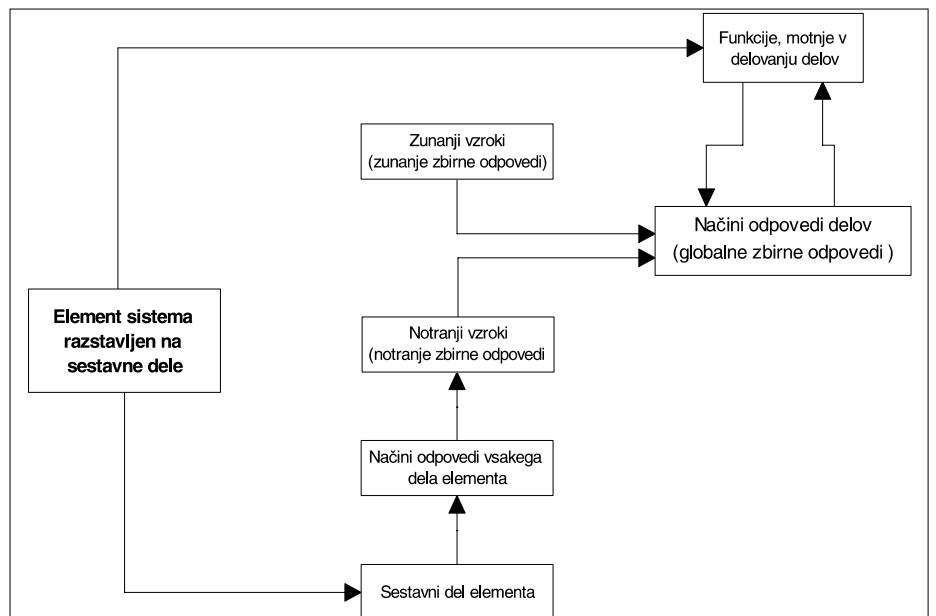 Funkcije, motnje v
delovanju delov
Zunanji vzroki
(zunanje zbirne odpovedi)
Načini odpovedi delov
(globalne zbirne odpovedi )
Element sistema
razstavljen na
sestavne dele
Notranji vzroki
(notranje zbirne odpovedi
Načini odpovedi vsakega
dela elementa
Sestavni del elementa